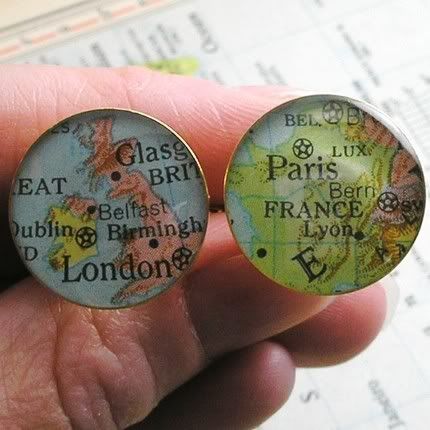 Glasg
EAT
BRIT
Belfast
Dublin
Birmingh
D
London
BEL.
LUX.
Paris
Bern
FRANCE
Lyon
E